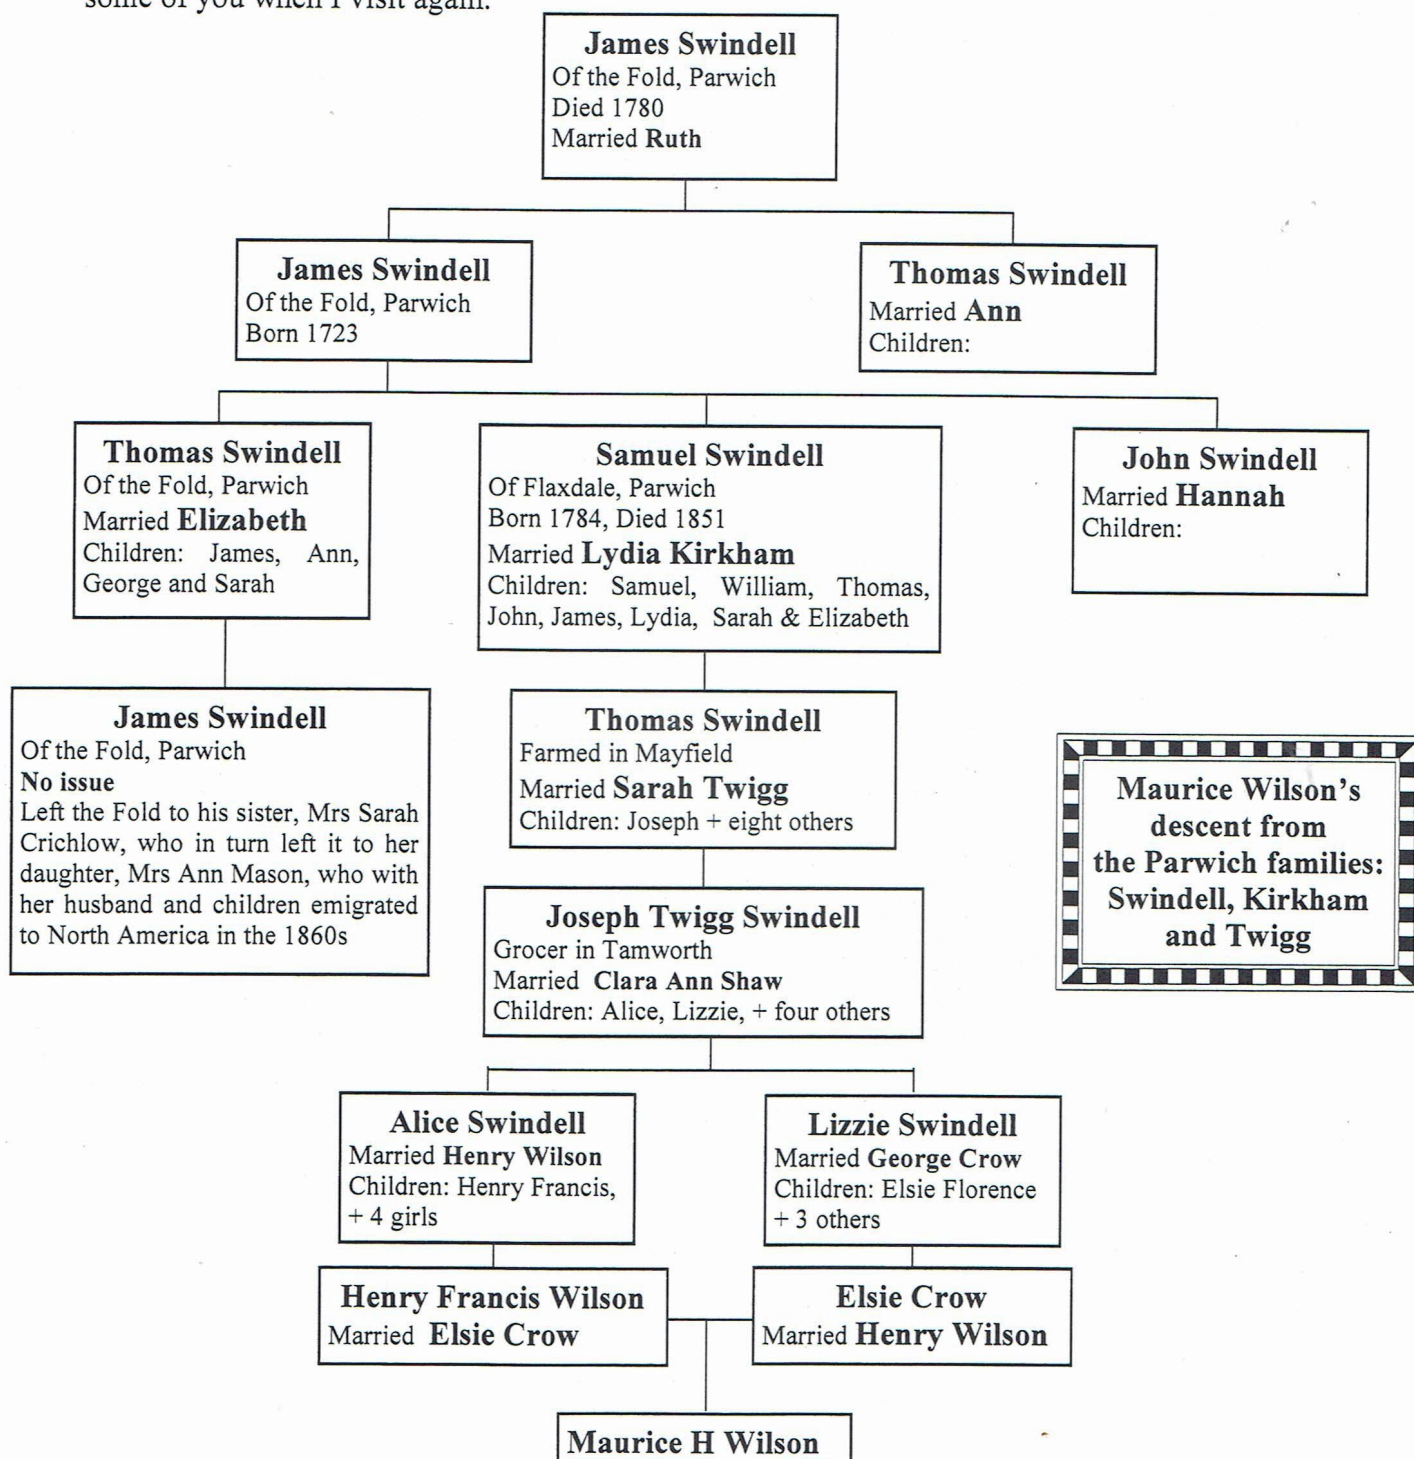 some of you when I visit again.
James Swindell
Of the Fold, Parwich
Died 1780
Married Ruth
James Swindell
Of the Fold, Parwich
Born 1723
Thomas Swindell
Married Ann
Children:
Thomas Swindell
Of the Fold, Parwich
Married Elizabeth
Children: James, Ann,
George and Sarah
Samuel Swindell
Of Flaxdale, Parwich
Born 1784, Died 1851
Married Lydia Kirkham
Children: Samuel, William, Thomas,
John, James, Lydia, Sarah & Elizabeth
John Swindell
Married Hannah
Children:
James Swindell
Of the Fold, Parwich
No issue
Left the Fold to his sister, Mrs Sarah
Crichlow, who in turn left it to her
daughter, Mrs Ann Mason, who with
her husband and children emigrated
to North America in the 1860s
Thomas Swindell
Farmed in Mayfield
Married Sarah Twigg
Children: Joseph + eight others
Maurice Wilson's
descent from
the Parwich families:
Swindell, Kirkham
and Twigg
Joseph Twigg Swindell
Grocer in Tamworth
Married Clara Ann Shaw
Children: Alice, Lizzie, + four others
Alice Swindell
Married Henry Wilson
Children: Henry Francis,
+ 4 girls
Lizzie Swindell
Married George Crow
Children: Elsie Florence
+ 3 others
Henry Francis Wilson
Married Elsie Crow
Elsie Crow
Married Henry Wilson
Maurice H Wilson